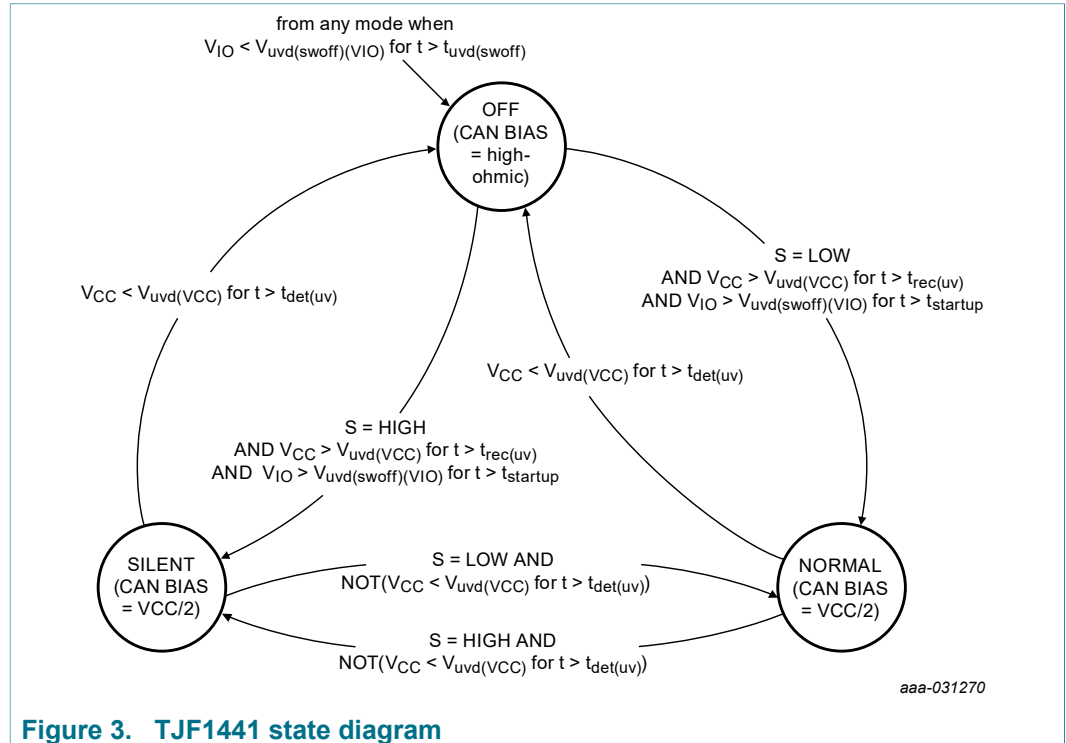 from any mode when
VIO < Vuvd(swoff)(VIO) for t > tuvd(swoff)
OFF
(CAN BIAS
= high-
ohmic)
S = LOW
AND VCC > Vuvd(VCC) for t > trec(uv)
AND VIO > Vuvd(swoff)(VIO) for t > tstartup
VCC < Vuvd(VCC) for t > tdet(uv)
VCC < Vuvd(VCC) for t > tdet(uv)
S = HIGH
AND VCC > Vuvd(VCC) for t > trec(uv)
AND VIO > Vuvd(swoff)(VIO) for t > tstartup
SILENT
(CAN BIAS
= VCC/2)
S = LOW AND
NOT(VCC < Vuvd(VCC) for t > tdet(uv))
NORMAL
(CAN BIAS
= VCC/2)
S = HIGH AND
NOT(VCC < Vuvd(VCC) for t > tdet(uv))
aaa-031270
Figure 3. TJF1441 state diagram